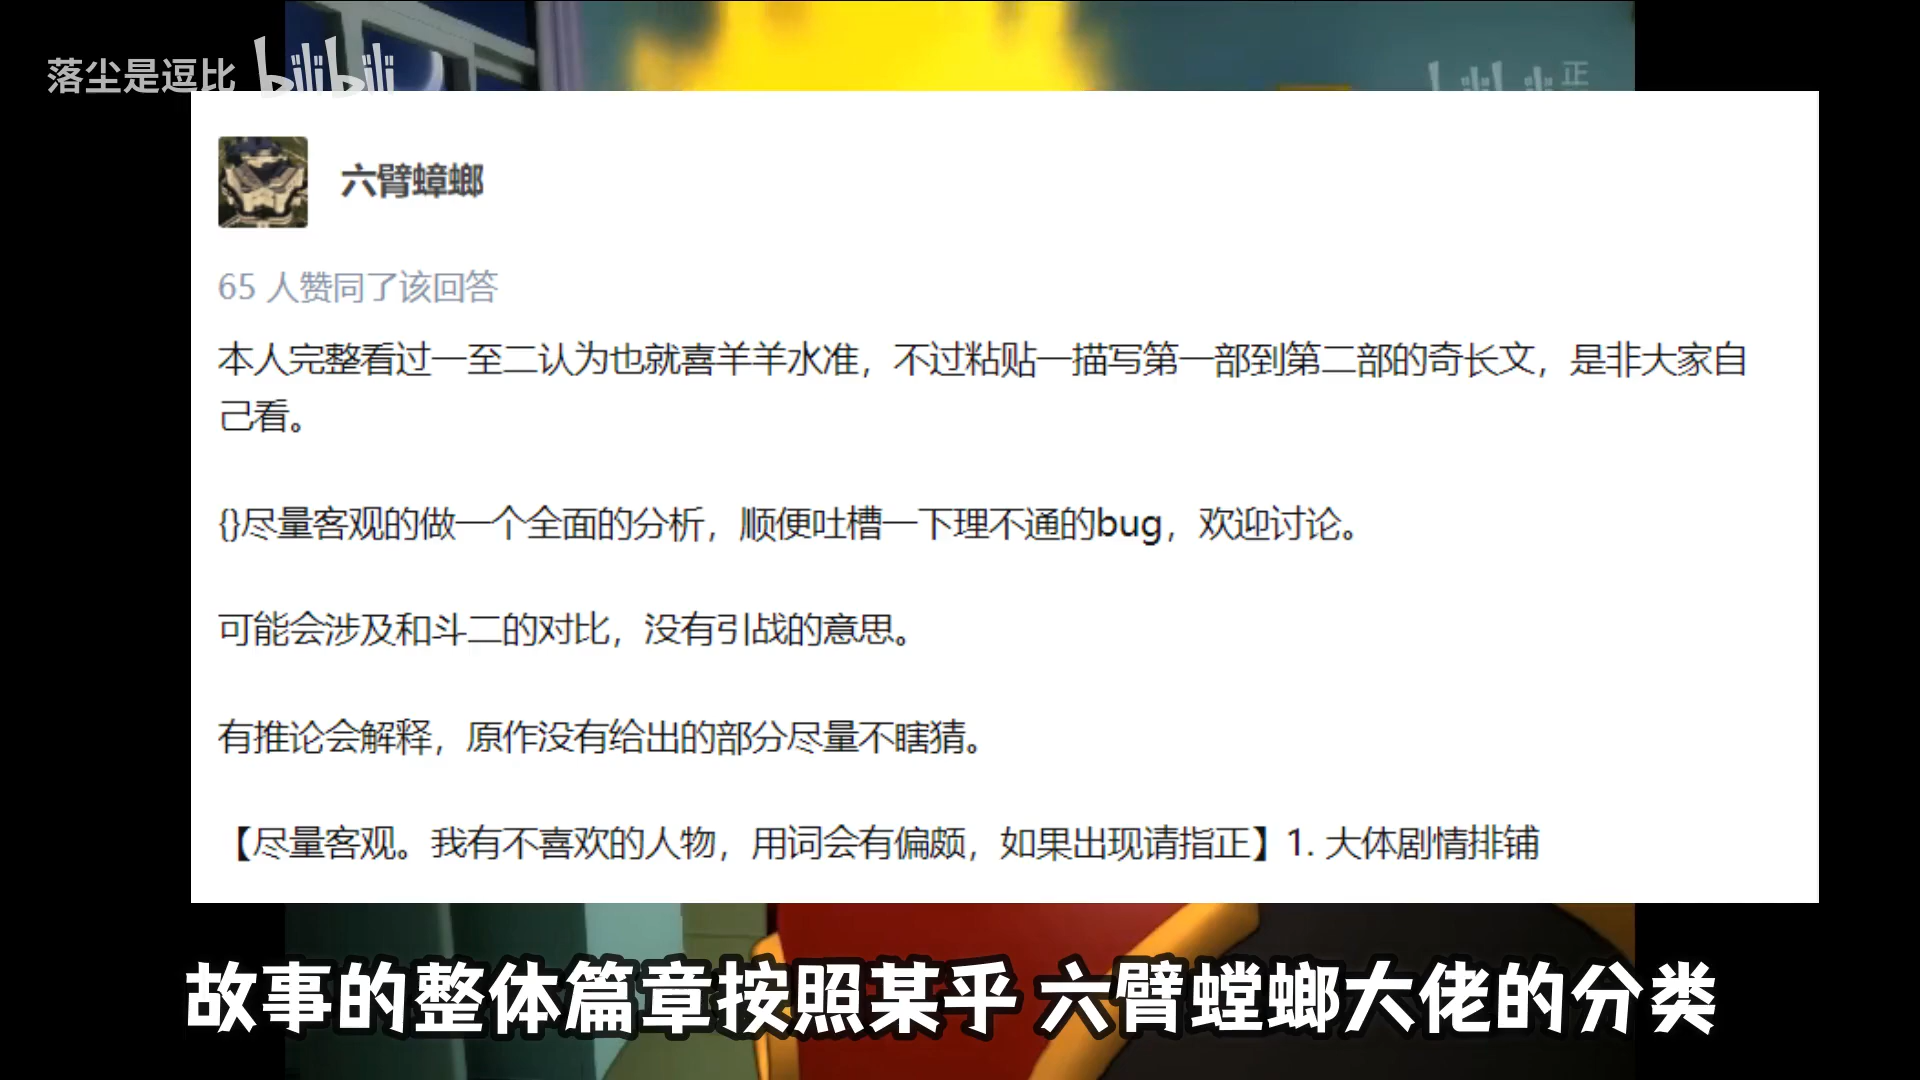 落尘是逗比 bilibili
正
六臂蟑螂
65 人赞同了该回答
本人完整看过一至二认为也就喜羊羊水准，不过粘贴一描写第一部到第二部的奇长文，是非大家自
己看。
{}尽量客观的做一个全面的分析，顺便吐槽一下理不通的bug，欢迎讨论。
可能会涉及和斗二的对比，没有引战的意思。
有推论会解释，原作没有给出的部分尽量不瞎猜。
【尽量客观。我有不喜欢的人物，用词会有偏颇，如果出现请指正】1. 大体剧情排铺
故事的整体篇章按照某乎 六臂螳螂大佬的分类